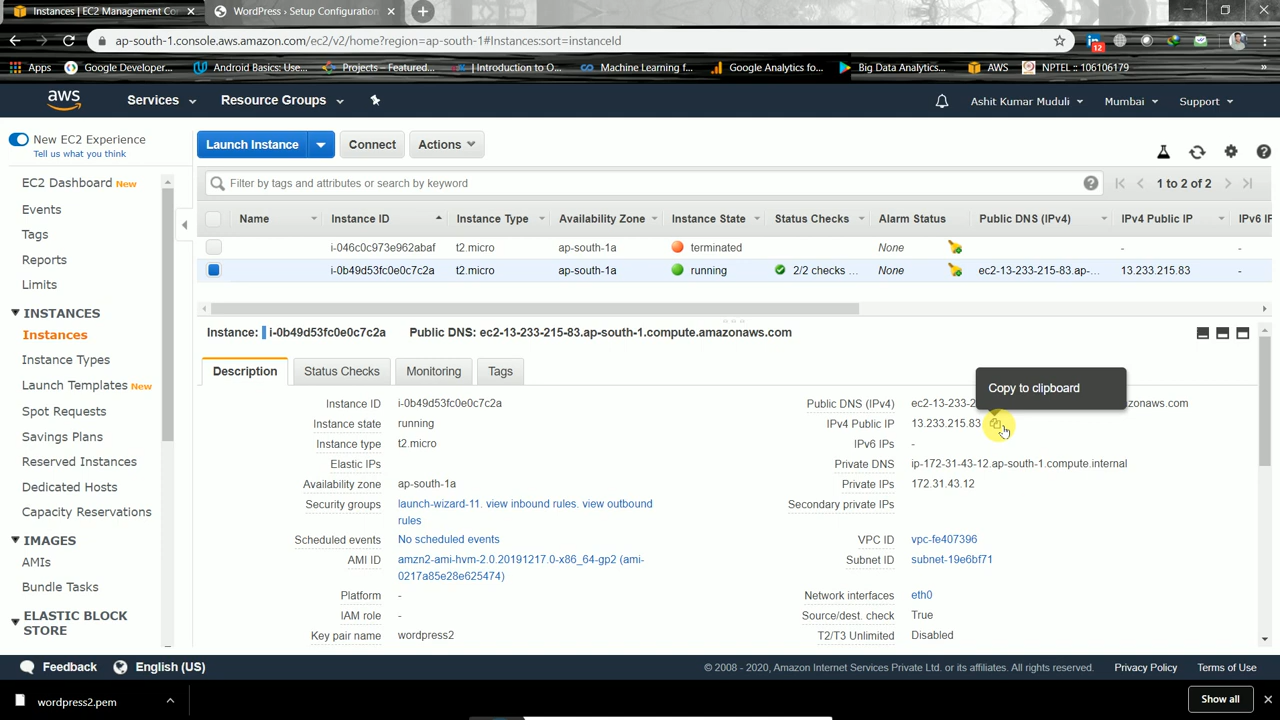 Instances | EC2 Management Co
WordPress › Setup Configuration
ap-south-1.console.aws.amazon.com/ec2/v2/home?region=ap-south-1#Instances:sort=instanceId
12
Apps
Google Developer...
Android Basics: Use...
Projects – Featured...
| Introduction to O...
Machine Learning f...
Google Analytics fo...
Big Data Analytics...
AWS
NPTEL :: 106106179
»
aws
Services
Resource Groups
Ashit Kumar Muduli
Mumbai
Support
New EC2 Experience
Tell us what you think
EC2 Dashboard New
Events
Tags
Reports
Limits
INSTANCES
Instances
Instance Types
Launch Templates New
Spot Requests
Savings Plans
Reserved Instances
Dedicated Hosts
Capacity Reservations
IMAGES
AMIs
Bundle Tasks
ELASTIC BLOCK
STORE
Launch Instance
Connect
Actions
Filter by tags and attributes or search by keyword
1 to 2 of 2
Name Instance ID Instance Type Availability Zone Instance State Status Checks Alarm Status Public DNS (IPv4) IPv4 Public IP IPv6 I
i-046c0c973e962abaf t2.micro ap-south-1a terminated None -
i-0b49d53fc0e0c7c2a t2.micro ap-south-1a running 2/2 checks ... None ec2-13-233-215-83.ap-... 13.233.215.83 -
Instance: i-0b49d53fc0e0c7c2a Public DNS: ec2-13-233-215-83.ap-south-1.compute.amazonaws.com
Description
Status Checks
Monitoring
Tags
Copy to clipboard
Instance ID i-0b49d53fc0e0c7c2a
Instance state running
Instance type t2.micro
Elastic IPs
Availability zone ap-south-1a
Security groups launch-wizard-11. view inbound rules. view outbound
rules
Scheduled events No scheduled events
AMI ID amzn2-ami-hvm-2.0.20191217.0-x86_64-gp2 (ami-
0217a85e28e625474)
Platform -
IAM role -
Key pair name wordpress2
Public DNS (IPv4) ec2-13-233-2 zonaws.com
IPv4 Public IP 13.233.215.83
IPv6 IPs -
Private DNS ip-172-31-43-12.ap-south-1.compute.internal
Private IPs 172.31.43.12
Secondary private IPs
VPC ID vpc-fe407396
Subnet ID subnet-19e6bf71
Network interfaces eth0
Source/dest. check True
T2/T3 Unlimited Disabled
Feedback
English (US)
© 2008 - 2020, Amazon Internet Services Private Ltd. or its affiliates. All rights reserved.
Privacy Policy
Terms of Use
wordpress2.pem
Show all